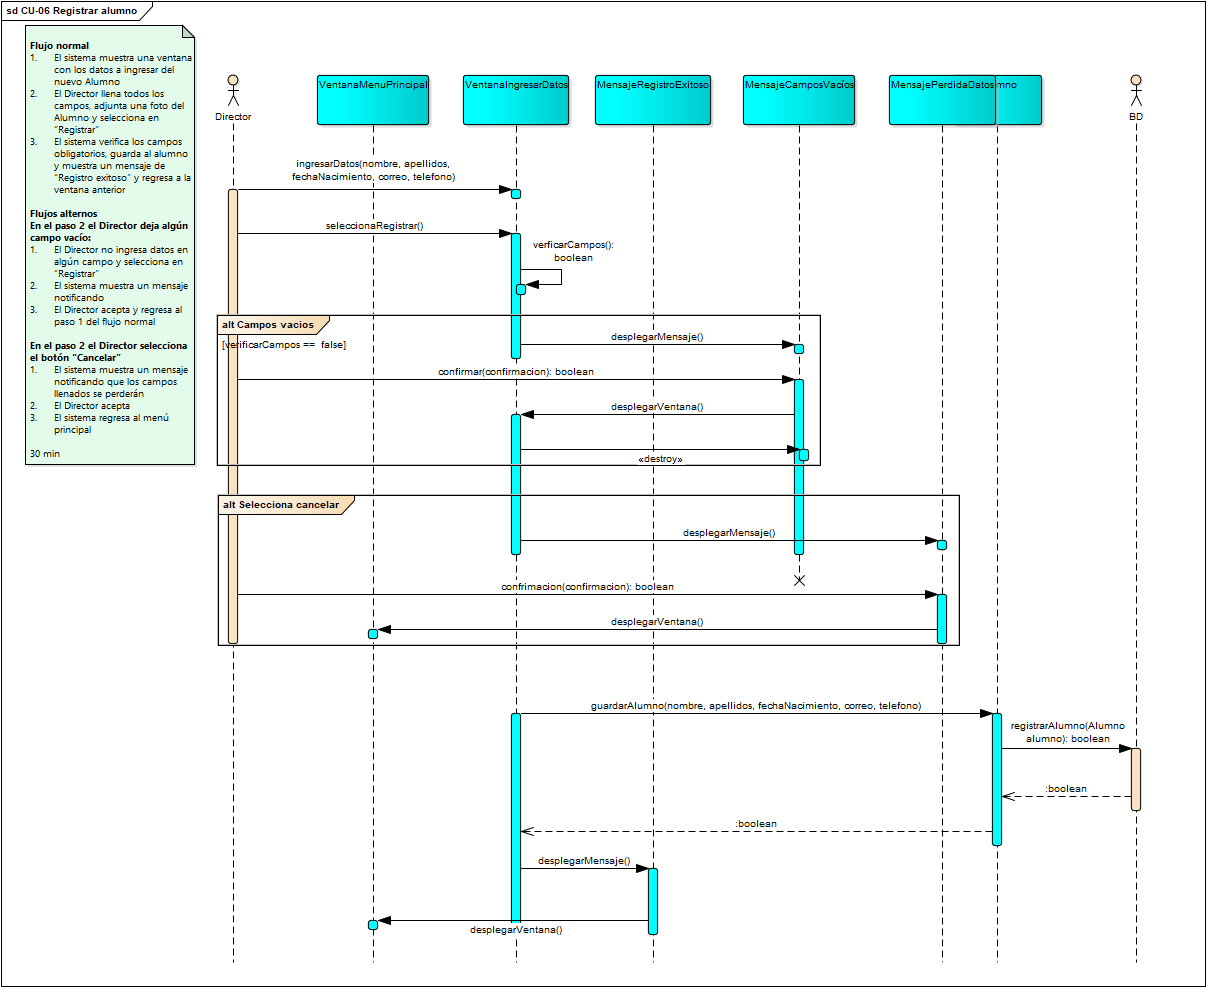 sd CU-06 Registrar alumno
Flujo normal
1. El sistema muestra una ventana
con los datos a ingresar del
nuevo Alumno
2. El Director llena todos los
campos, adjunta una foto del
Alumno y selecciona en
"Registrar"
3. El sistema verifica los campos
obligatorios, guarda al alumno
y muestra un mensaje de
"Registro exitoso" y regresa a la
ventana anterior
Flujos alternos
En el paso 2 el Director deja algún
campo vacío:
1. El Director no ingresa datos en
algún campo y selecciona en
"Registrar"
2. El sistema muestra un mensaje
notificando
3. El Director acepta y regresa al
paso 1 del flujo normal
En el paso 2 el Director selecciona
el botón "Cancelar"
1. El sistema muestra un mensaje
notificando que los campos
llenados se perderán
2. El Director acepta
3. El sistema regresa al menú
principal
30 min
Director
VentanaMenuPrincipal
VentanaIngresarDatos
MensajeRegistroExitoso
MensajeCamposVacíos
MensajePerdidaDatos
mno
BD
ingresarDatos(nombre, apellidos,
fechaNacimiento, correo, telefono)
seleccionaRegistrar()
verficarCampos():
boolean
alt Campos vacios
[verificarCampos == false]
desplegarMensaje()
confirmar(confirmacion): boolean
desplegarVentana()
«destroy»
alt Selecciona cancelar
desplegarMensaje()
confrimacion(confirmacion): boolean
desplegarVentana()
guardarAlumno(nombre, apellidos, fechaNacimiento, correo, telefono)
registrarAlumno(Alumno
alumno): boolean
:boolean
:boolean
desplegarMensaje()
desplegarVentana()